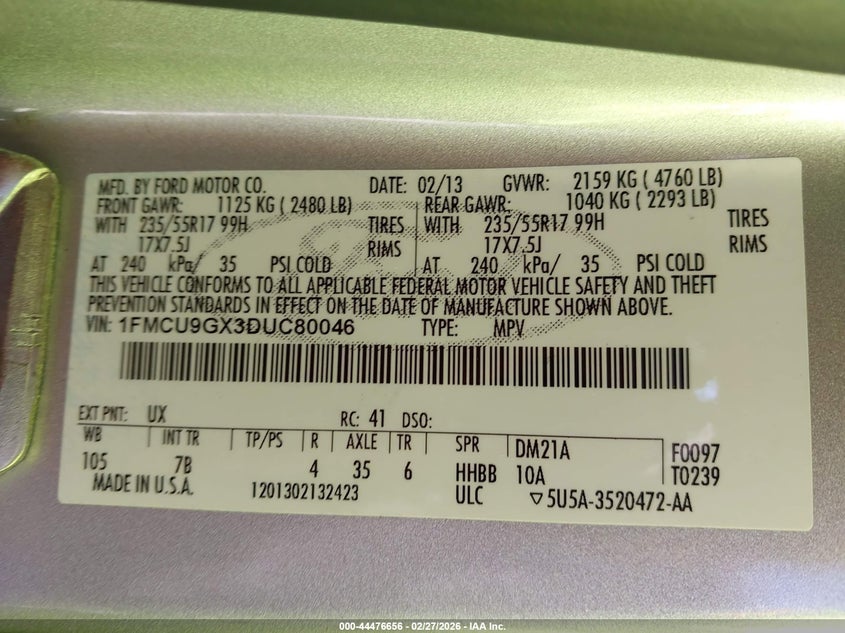 MFD. BY FORD MOTOR CO. DATE: 02/13 GVWR: 2159 KG ( 4760 LB)
FRONT GAWR: 1125 KG ( 2480 LB) REAR GAWR: 1040 KG ( 2293 LB)
WITH 235/55R17 99H TIRES WITH 235/55R17 99H TIRES
17X7.5J RIMS 17X7.5J RIMS
AT 240 kPa/ 35 PSI COLD AT 240 kPa/ 35 PSI COLD
THIS VEHICLE CONFORMS TO ALL APPLICABLE FEDERAL MOTOR VEHICLE SAFETY AND THEFT
PREVENTION STANDARDS IN EFFECT ON THE DATE OF MANUFACTURE SHOWN ABOVE.
VIN: 1FMCU9GX3DUC80046 TYPE: MPV
EXT PNT: UX RC: 41 DSO:
WB INT TR TP/PS R AXLE TR SPR DM21A F0097
105 7B 4 35 6 HHBB 10A T0239
MADE IN U.S.A. 1201302132423 ULC ▽5U5A-3520472-AA
000-44476656 - 02/27/2026 - IAA Inc.